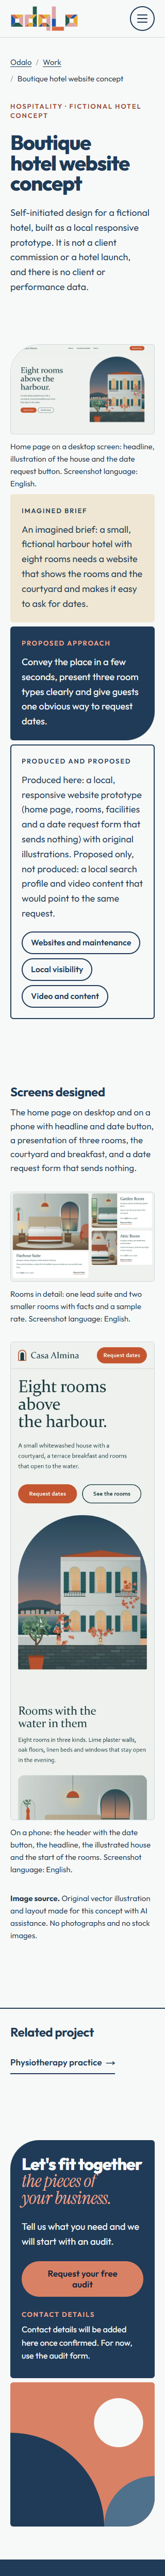 odalo
Odalo / Work
/ Boutique hotel website concept
HOSPITALITY · FICTIONAL HOTEL
CONCEPT
Boutique
hotel website
concept
Self-initiated design for a fictional
hotel, built as a local responsive
prototype. It is not a client
commission or a hotel launch,
and there is no client or
performance data.
Eight rooms
above the
harbour.
Home page on a desktop screen: headline,
illustration of the house and the date
request button. Screenshot language:
English.
IMAGINED BRIEF
An imagined brief: a small,
fictional harbour hotel with
eight rooms needs a website
that shows the rooms and the
courtyard and makes it easy
to ask for dates.
PROPOSED APPROACH
Convey the place in a few
seconds, present three room
types clearly and give guests
one obvious way to request
dates.
PRODUCED AND PROPOSED
Produced here: a local,
responsive website prototype
(home page, rooms, facilities
and a date request form that
sends nothing) with original
illustrations. Proposed only,
not produced: a local search
profile and video content that
would point to the same
request.
Websites and maintenance
Local visibility
Video and content
Screens designed
The home page on desktop and on a
phone with headline and date button,
a presentation of three rooms, the
courtyard and breakfast, and a date
request form that sends nothing.
Harbour Suite
Garden Room
Mole Room
Rooms in detail: one lead suite and two
smaller rooms with facts and a sample
rate. Screenshot language: English.
Casa Almina
Request dates
Eight rooms
above
the harbour.
A small whitewashed house with a
courtyard, a terrace breakfast and rooms
that open to the water.
Request dates
See the rooms
Rooms with the
water in them
Eight rooms in three kinds. Lime plaster walls,
oak floors, linen beds and windows that stay open
in the evening.
On a phone: the header with the date
button, the headline, the illustrated house
and the start of the rooms. Screenshot
language: English.
Image source. Original vector illustration
and layout made for this concept with AI
assistance. No photographs and no stock
images.
Related project
Physiotherapy practice →
Let's fit together
the pieces of
your business.
Tell us what you need and we
will start with an audit.
Request your free
audit
CONTACT DETAILS
Contact details will be added
here once confirmed. For now,
use the audit form.